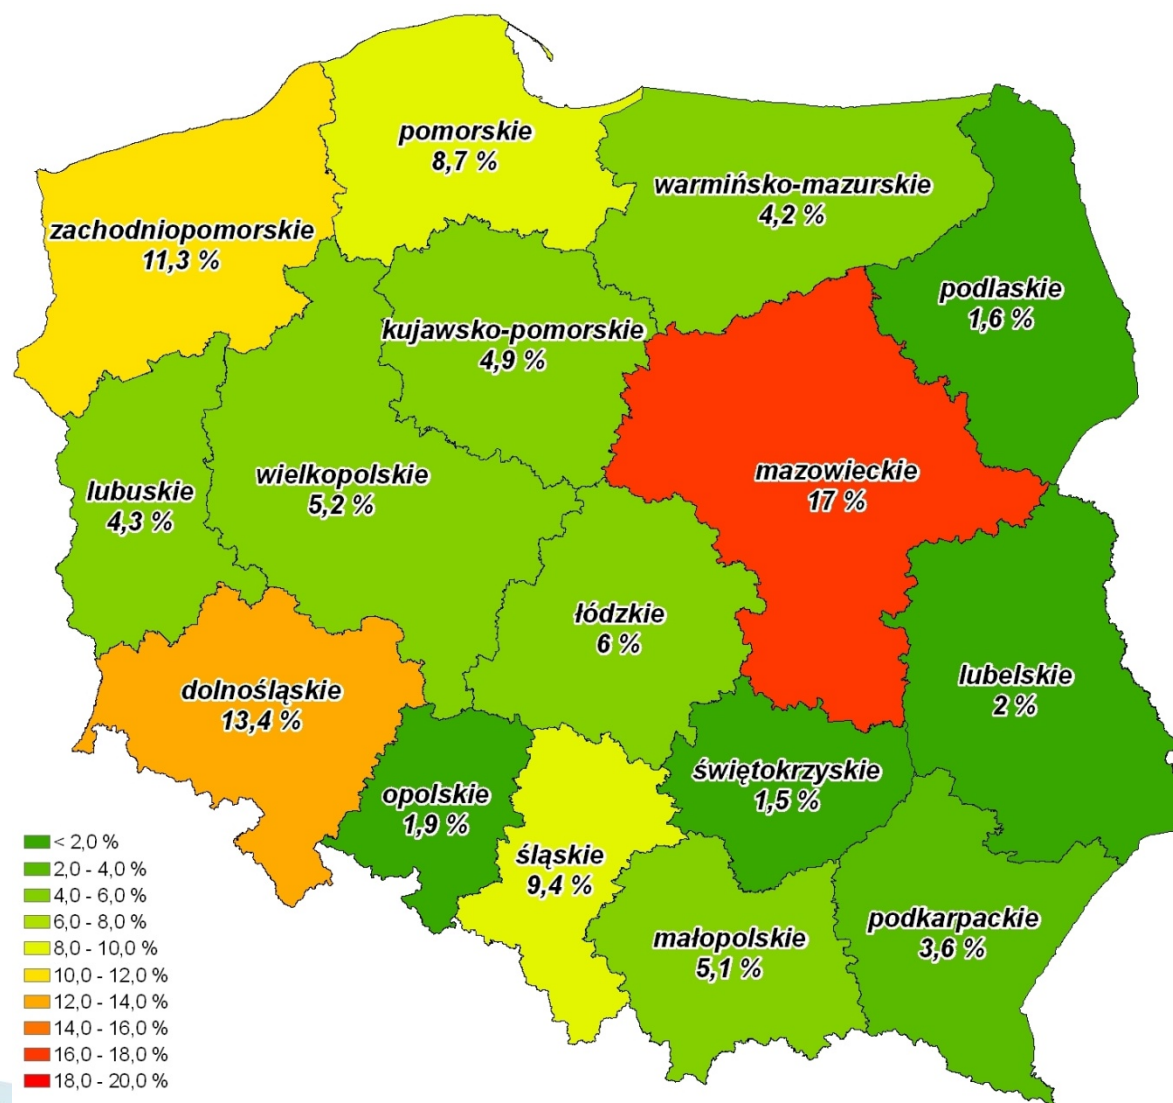 pomorskie
8,7 %
warmińsko-mazurskie
4,2 %
zachodniopomorskie
11,3 %
podlaskie
1,6 %
kujawsko-pomorskie
4,9 %
mazowieckie
17 %
wielkopolskie
5,2 %
lubuskie
4,3 %
łódzkie
6 %
lubelskie
2 %
dolnośląskie
13,4 %
świętokrzyskie
1,5 %
opolskie
1,9 %
śląskie
9,4 %
podkarpackie
3,6 %
małopolskie
5,1 %
< 2,0 %
2,0 - 4,0 %
4,0 - 6,0 %
6,0 - 8,0 %
8,0 - 10,0 %
10,0 - 12,0 %
12,0 - 14,0 %
14,0 - 16,0 %
16,0 - 18,0 %
18,0 - 20,0 %